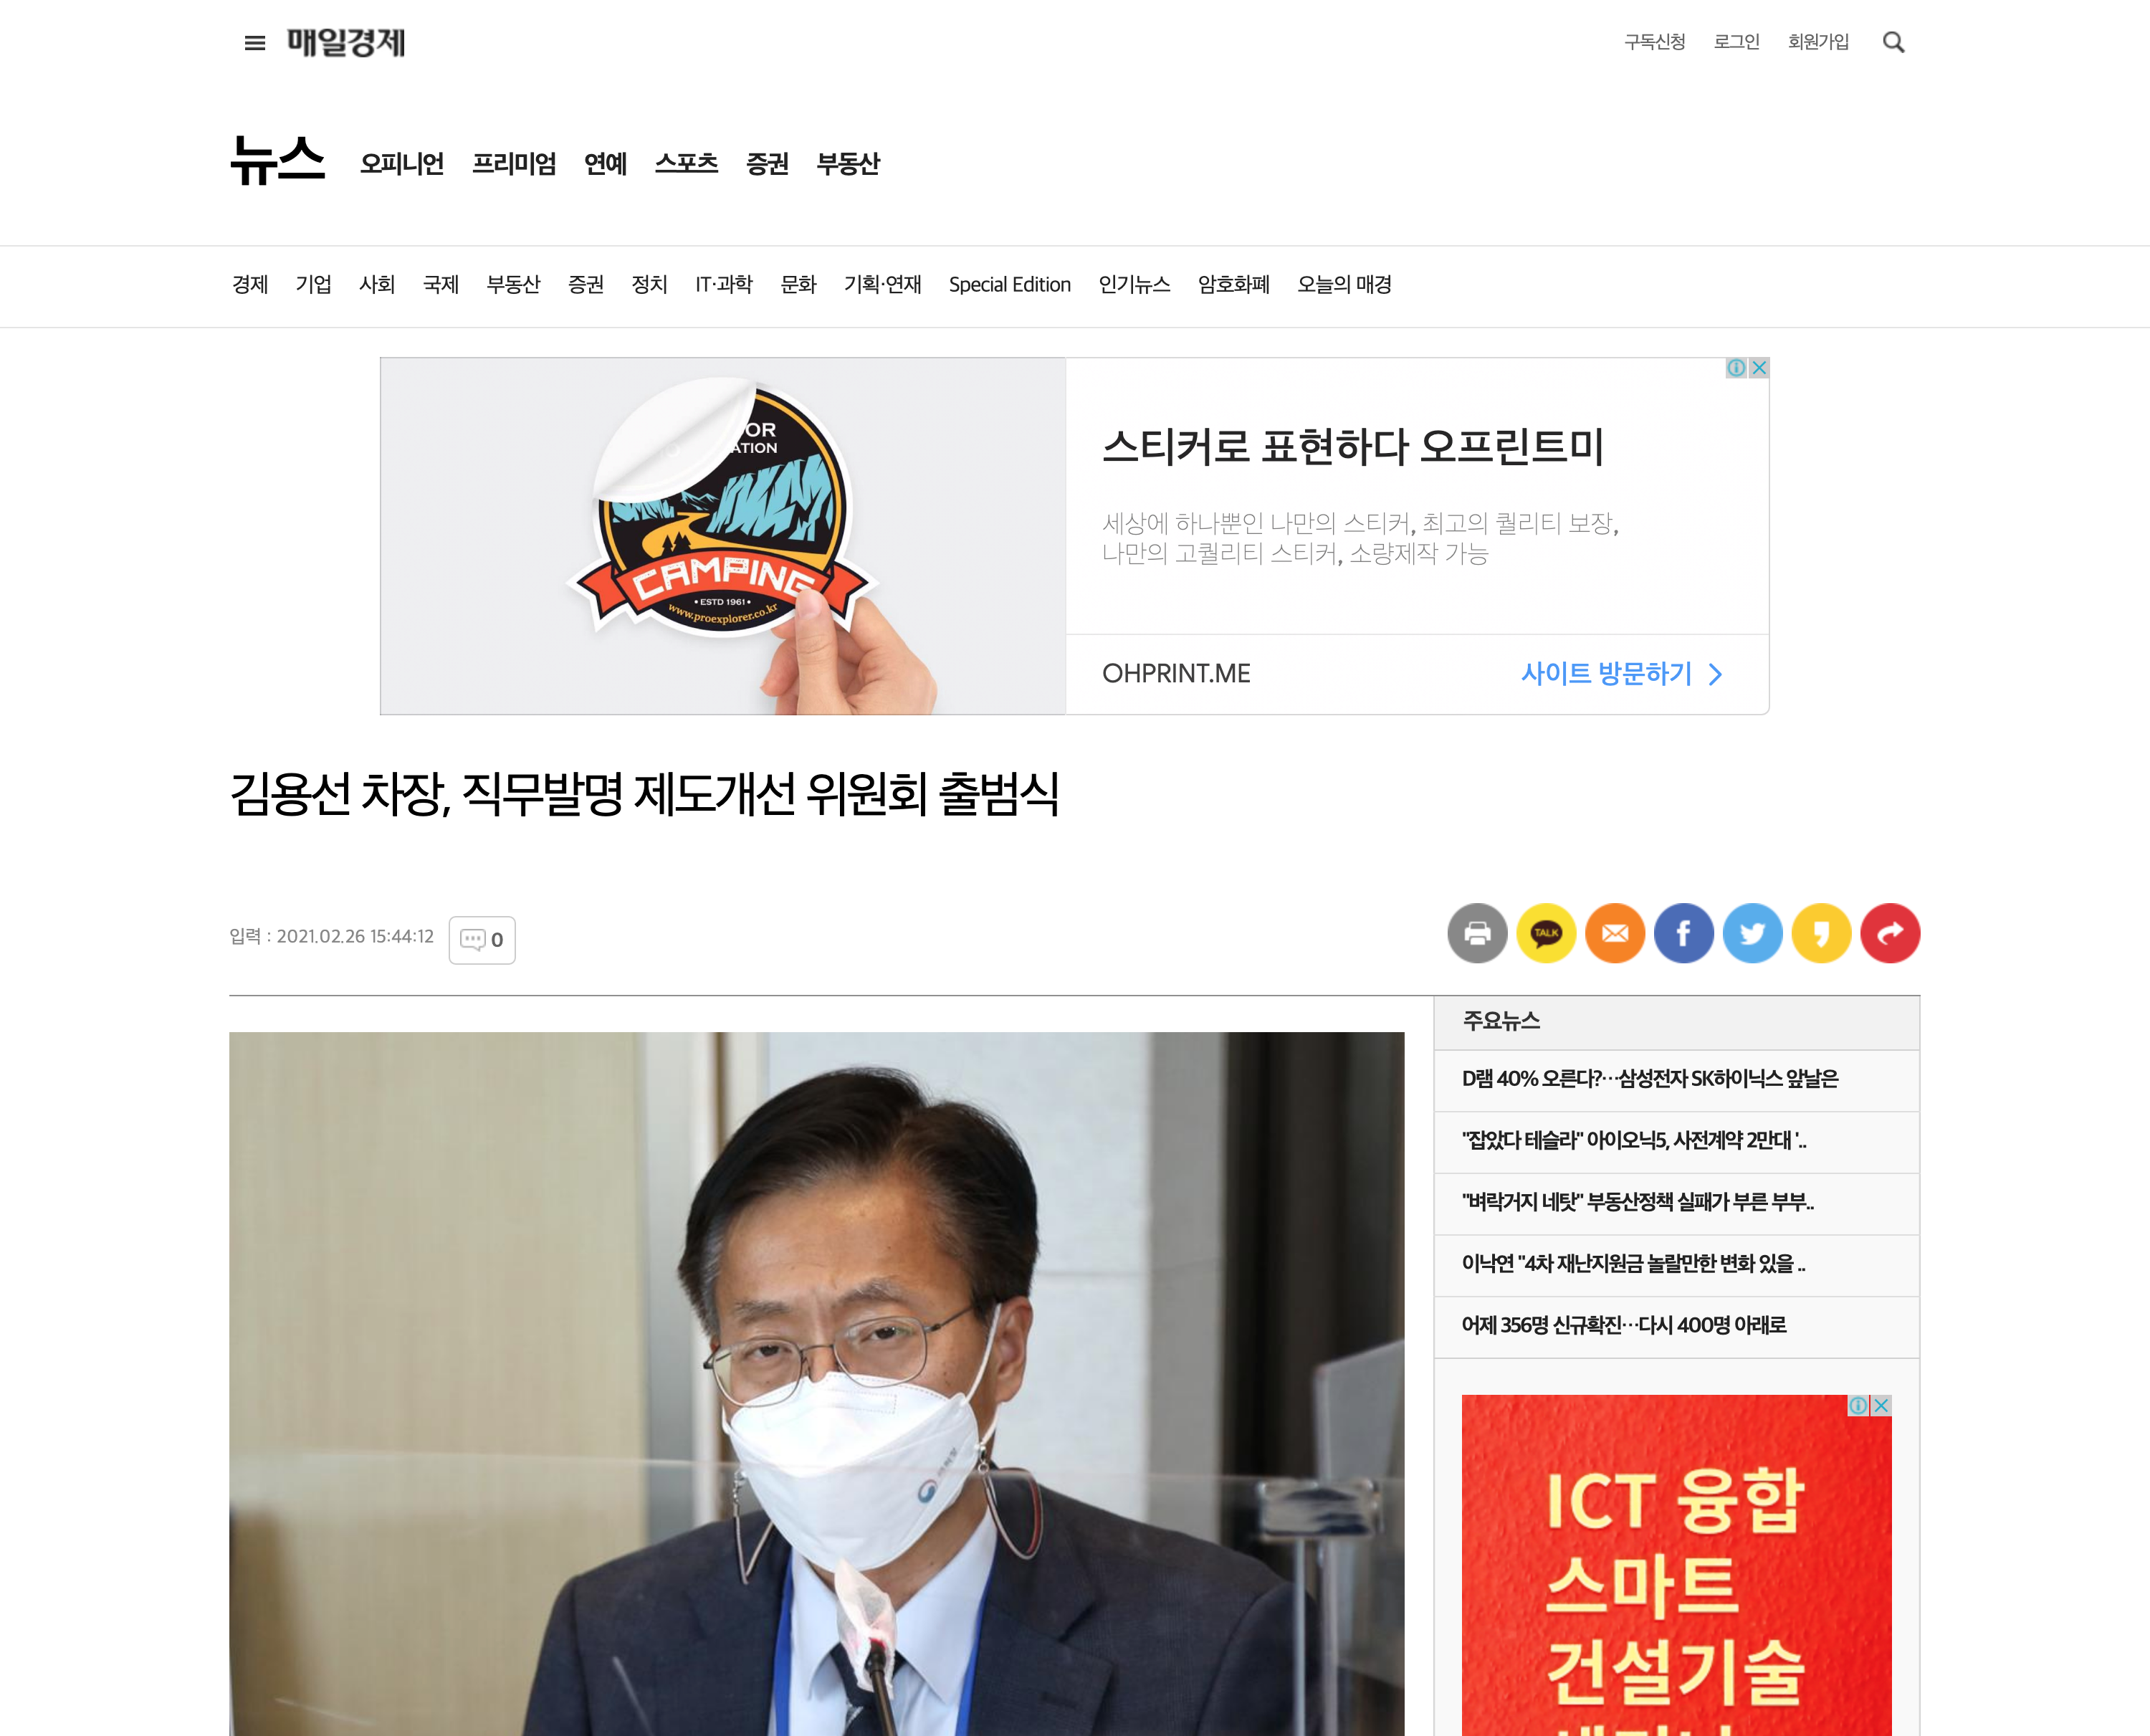 매일경제
구독신청 로그인 회원가입
뉴스 오피니언 프리미엄 연예 스포츠 증권 부동산
경제 기업 사회 국제 부동산 증권 정치 IT·과학 문화 기획·연재 Special Edition 인기뉴스 암호화폐 오늘의 매경
OR
ATION
CAMPING
• ESTD 1961 •
www.proexplorer.co.kr
스티커로 표현하다 오프린트미
세상에 하나뿐인 나만의 스티커, 최고의 퀄리티 보장,
나만의 고퀄리티 스티커, 소량제작 가능
OHPRINT.ME
사이트 방문하기
김용선 차장, 직무발명 제도개선 위원회 출범식
입력 : 2021.02.26 15:44:12
0
TALK
주요뉴스
D램 40% 오른다?…삼성전자 SK하이닉스 앞날은
"잡았다 테슬라" 아이오닉5, 사전계약 2만대 '..
"벼락거지 네탓" 부동산정책 실패가 부른 부부..
이낙연 "4차 재난지원금 놀랄만한 변화 있을 ..
어제 356명 신규확진…다시 400명 아래로
ICT 융합
스마트
건설기술